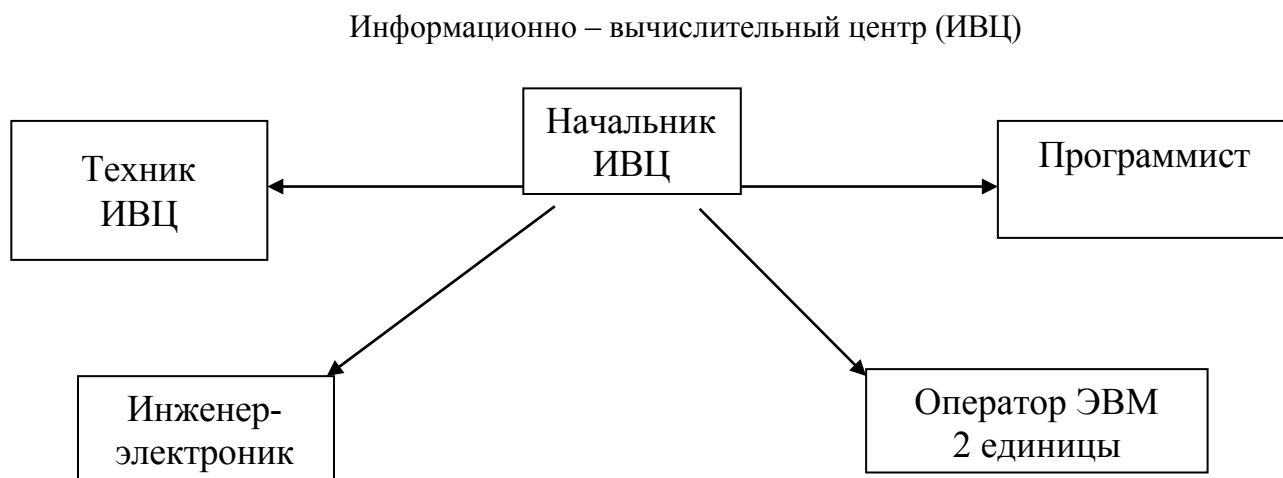 Информационно – вычислительный центр (ИВЦ)
Начальник
ИВЦ
Техник
ИВЦ
Программист
Инженер-
электроник
Оператор ЭВМ
2 единицы